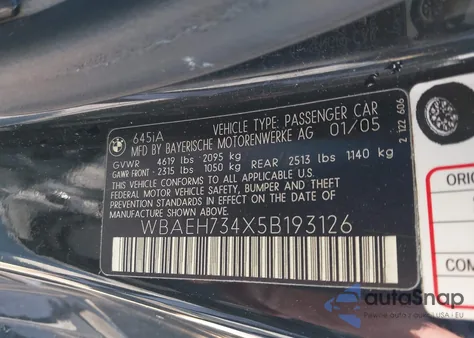 645iA VEHICLE TYPE: PASSENGER CAR
MFD BY BAYERISCHE MOTORENWERKE AG 01/05
GVWR 4619 lbs 2095 kg
GAWR FRONT 2315 lbs 1050 kg REAR 2513 lbs 1140 kg
THIS VEHICLE CONFORMS TO ALL APPLICABLE
FEDERAL MOTOR VEHICLE SAFETY, BUMPER AND THEFT
PREVENTION STANDARDS IN EFFECT ON THE DATE OF
MANUFACTURE SHOWN ABOVE.
WBAEH734X5B193126
2 122 606
COM
autoSnap